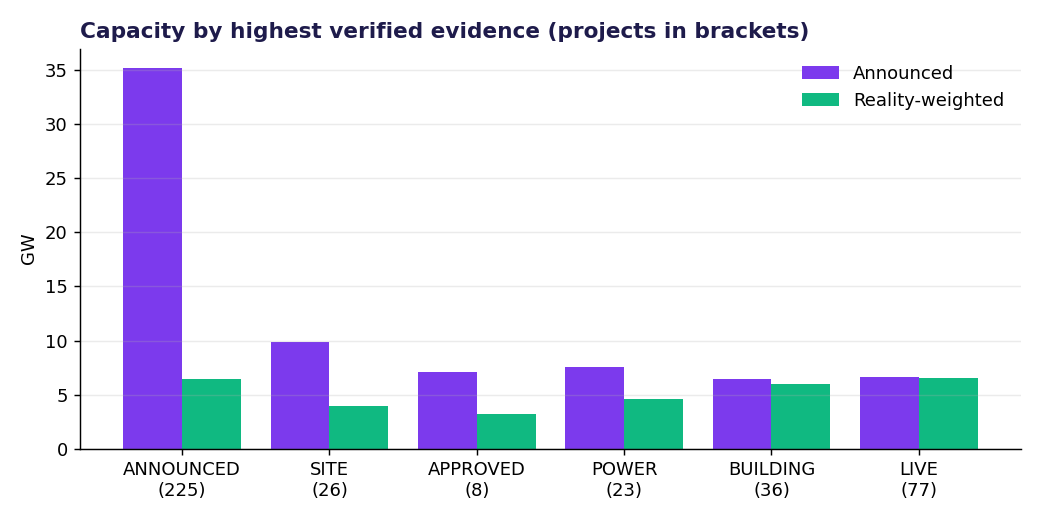 Capacity by highest verified evidence (projects in brackets)
Announced
Reality-weighted
GW
35
30
25
20
15
10
5
0
ANNOUNCED
(225)
SITE
(26)
APPROVED
(8)
POWER
(23)
BUILDING
(36)
LIVE
(77)